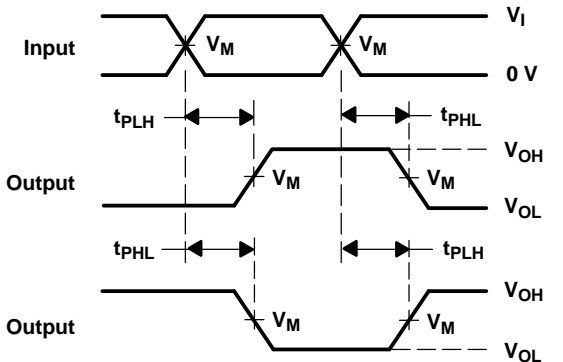 V_I
Input
V_M
V_M
0 V
t_PLH
t_PHL
V_OH
Output
V_M
V_M
V_OL
t_PHL
t_PLH
V_OH
Output
V_M
V_M
V_OL